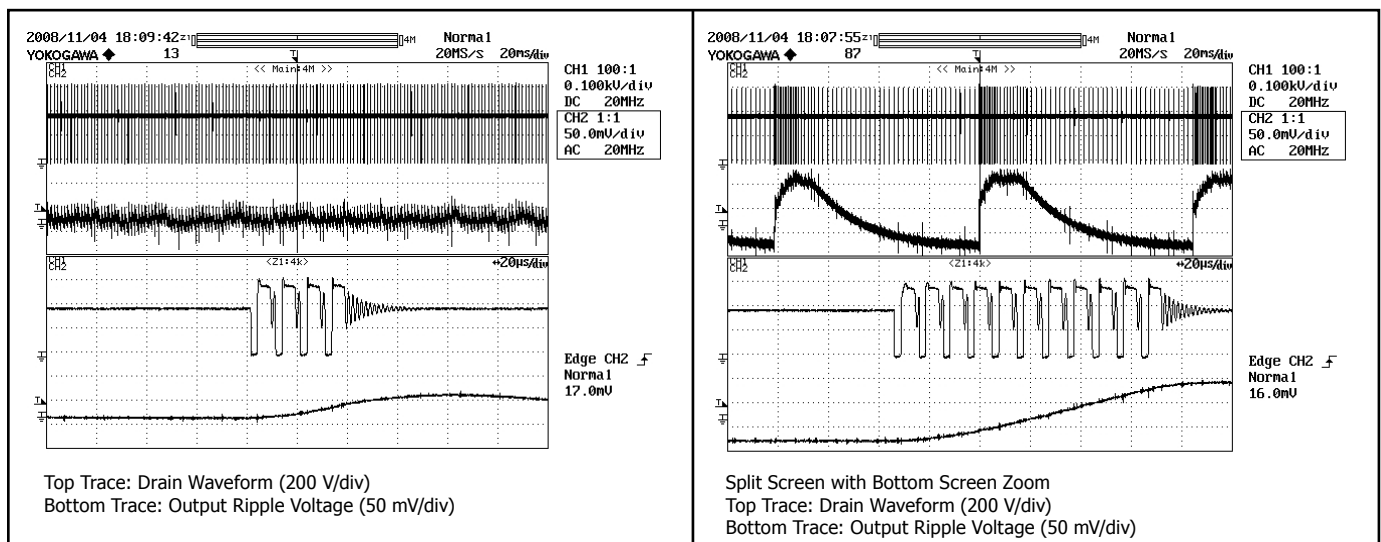 2008/11/04 18:09:42 Z1 4M Normal
YOKOGAWA ◆ 13 T 20MS/s 20ms/div
CH1
CH2
<< Main:4M >>
CH1 100:1
0.100kV/div
DC 20MHz
CH2 1:1
50.0mV/div
AC 20MHz
T
CH1
CH2
<Z1:4k>
20µs/div
Edge CH2
Normal
17.0mV
T
Top Trace: Drain Waveform (200 V/div)
Bottom Trace: Output Ripple Voltage (50 mV/div)
2008/11/04 18:07:55 Z1 4M Normal
YOKOGAWA ◆ 87 T 20MS/s 20ms/div
CH1
CH2
<< Main:4M >>
CH1 100:1
0.100kV/div
DC 20MHz
CH2 1:1
50.0mV/div
AC 20MHz
T
CH1
CH2
<Z1:4k>
20µs/div
Edge CH2
Normal
16.0mV
T
Split Screen with Bottom Screen Zoom
Top Trace: Drain Waveform (200 V/div)
Bottom Trace: Output Ripple Voltage (50 mV/div)